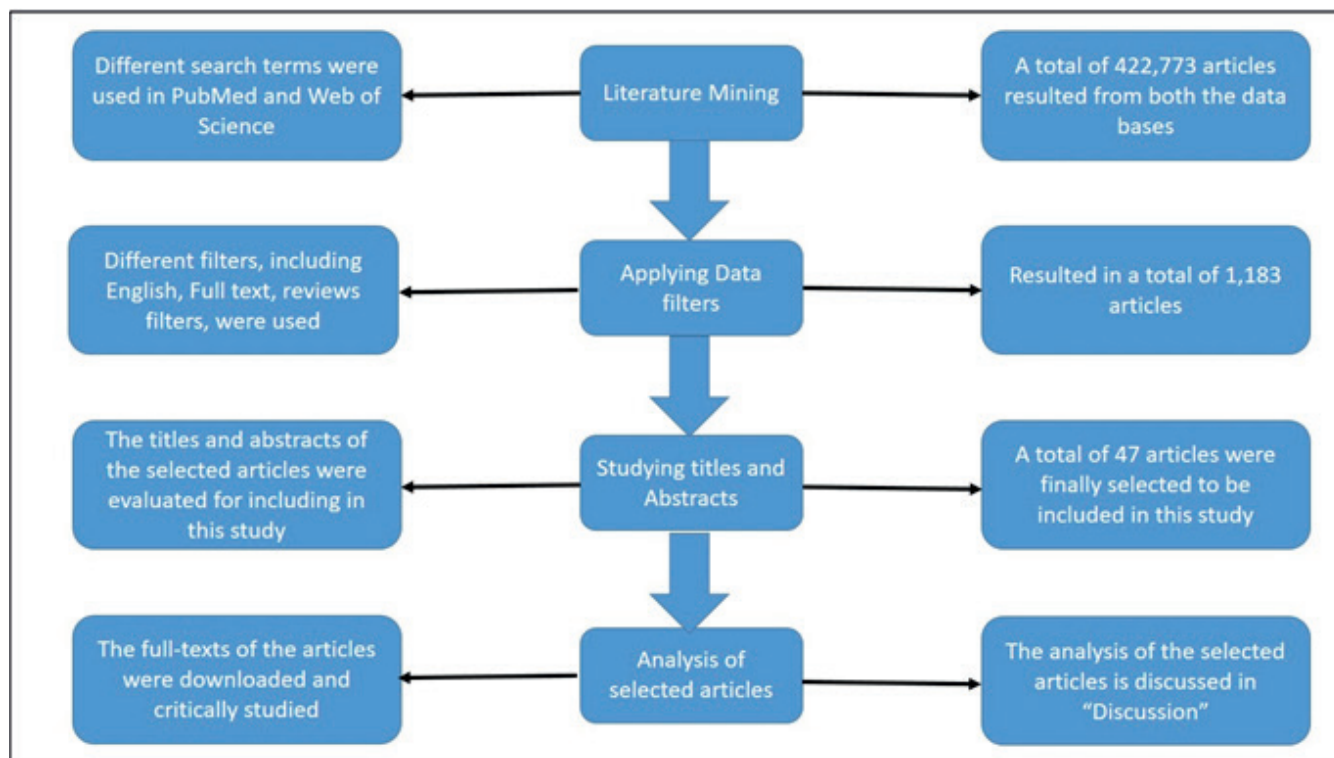 Different search terms were
used in PubMed and Web of
Science
Literature Mining
A total of 422,773 articles
resulted from both the data
bases
Different filters, including
English, Full text, reviews
filters, were used
Applying Data
filters
Resulted in a total of 1,183
articles
The titles and abstracts of
the selected articles were
evaluated for including in
this study
Studying titles and
Abstracts
A total of 47 articles were
finally selected to be
included in this study
The full-texts of the articles
were downloaded and
critically studied
Analysis of
selected articles
The analysis of the selected
articles is discussed in
“Discussion”